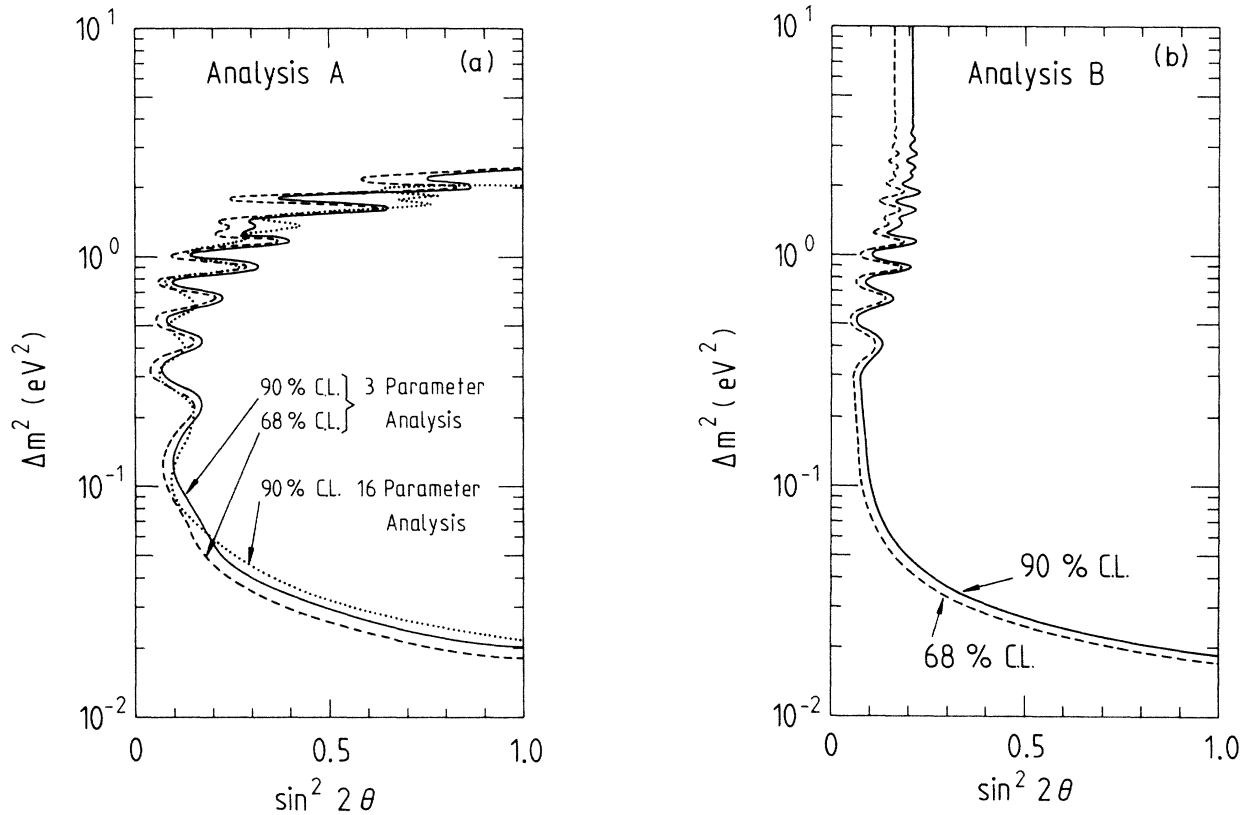 (a)
Analysis A
10^1
10^0
10^-1
10^-2
Δm^2 (eV^2)
90 % C.L. } 3 Parameter
68 % C.L. } Analysis
90 % C.L. 16 Parameter
Analysis
0 0.5 1.0
sin^2 2θ
(b)
Analysis B
10^1
10^0
10^-1
10^-2
Δm^2 (eV^2)
90 % C.L.
68 % C.L.
0 0.5 1.0
sin^2 2θ